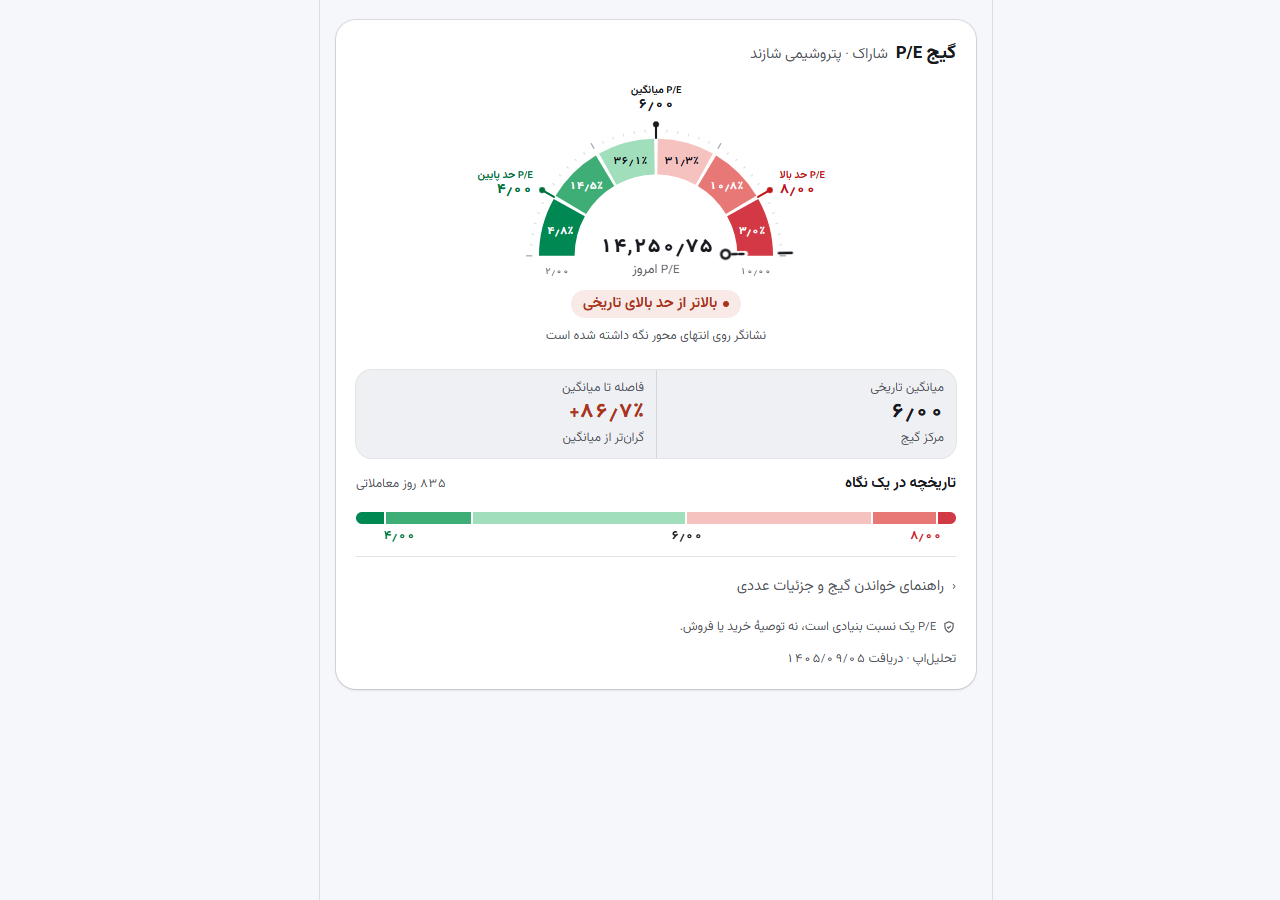 گیج P/E شاراک · پتروشیمی شازند
P/E میانگین
۶٫۰۰
۳۶٫۱٪
۳۱٫۳٪
P/E حد پایین
۴٫۰۰
۱۴٫۵٪
۱۰٫۸٪
P/E حد بالا
۸٫۰۰
۴٫۸٪
۳٫۰٪
۱۴,۲۵۰٫۷۵
P/E امروز
۲٫۰۰
۱۰٫۰۰
بالاتر از حد بالای تاریخی
نشانگر روی انتهای محور نگه داشته شده است
میانگین تاریخی
۶٫۰۰
مرکز گیج
فاصله تا میانگین
+۸۶٫۷٪
گران‌تر از میانگین
تاریخچه در یک نگاه
۸۳۵ روز معاملاتی
۴٫۰۰
۶٫۰۰
۸٫۰۰
راهنمای خواندن گیج و جزئیات عددی
P/E یک نسبت بنیادی است، نه توصیهٔ خرید یا فروش.
تحلیل‌اپ · دریافت ۱۴۰۵/۰۹/۰۵